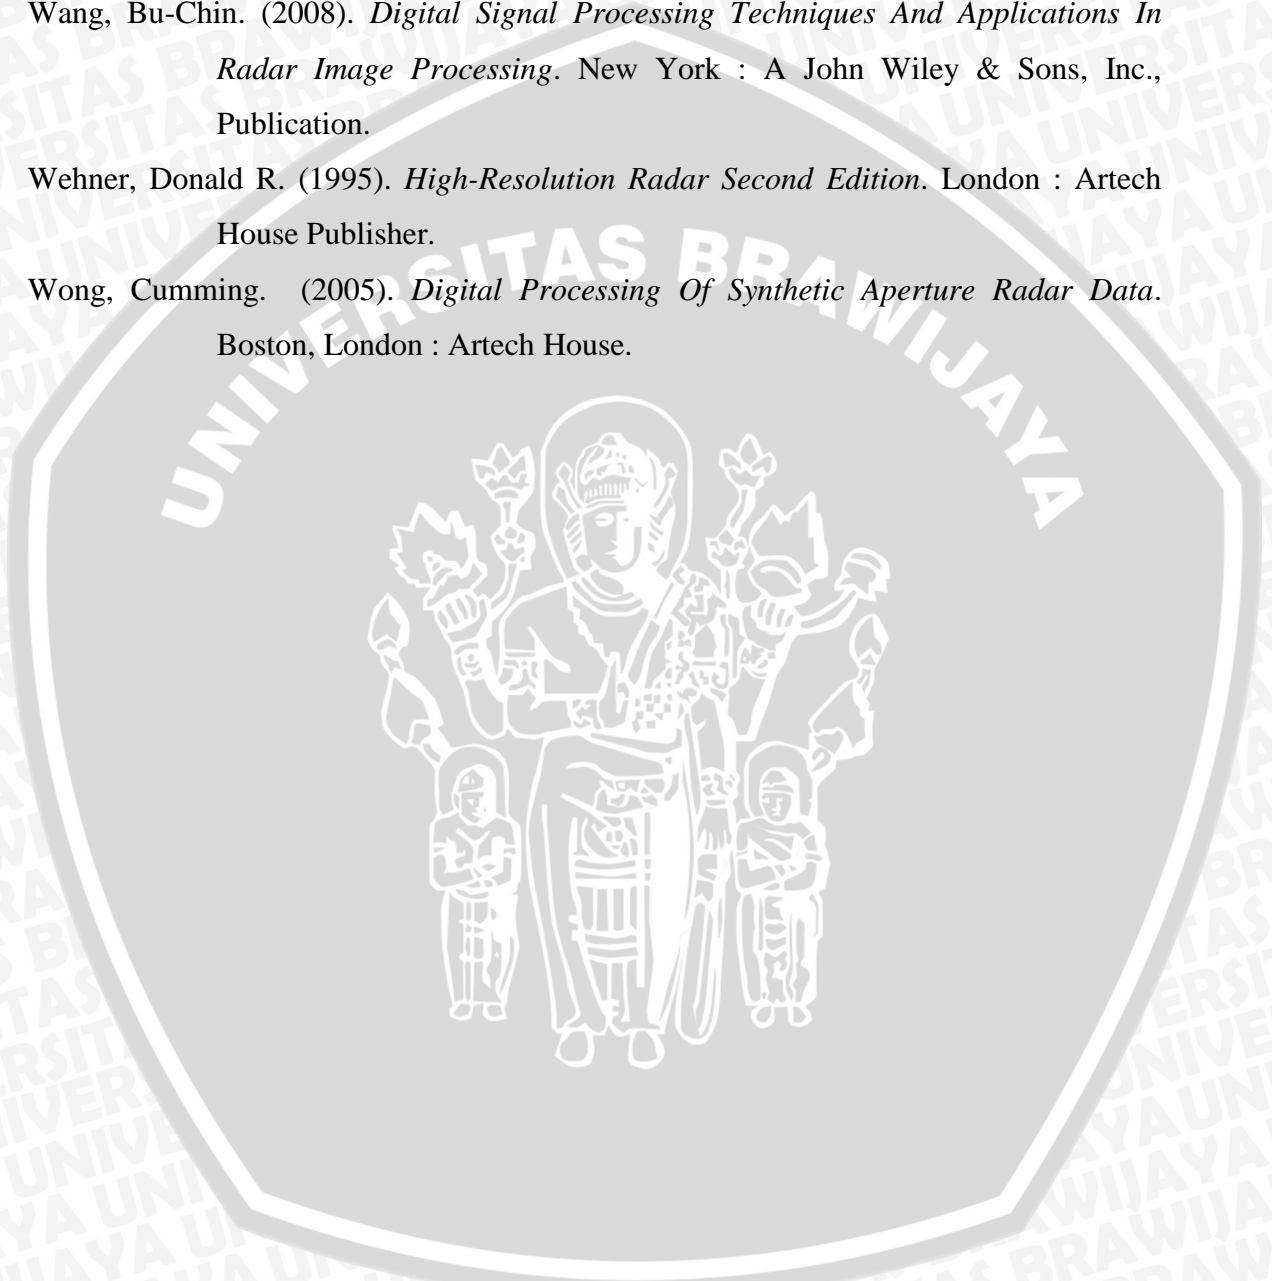 Wang, Bu-Chin. (2008). Digital Signal Processing Techniques And Applications In
Radar Image Processing. New York : A John Wiley & Sons, Inc.,
Publication.
Wehner, Donald R. (1995). High-Resolution Radar Second Edition. London : Artech
House Publisher.
Wong, Cumming. (2005). Digital Processing Of Synthetic Aperture Radar Data.
Boston, London : Artech House.
UNIVERSITAS BRAWIJAYA